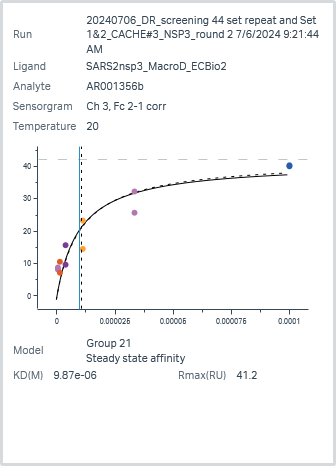 Run 20240706_DR_screening 44 set repeat and Set
1&2_CACHE#3_NSP3_round 2 7/6/2024 9:21:44
AM
Ligand SARS2nsp3_MacroD_ECBio2
Analyte AR001356b
Sensorgram Ch 3, Fc 2-1 corr
Temperature 20
40
30
20
10
0
0 0.000025 0.00005 0.000075 0.0001
Model Group 21
Steady state affinity
KD(M) 9.87e-06 Rmax(RU) 41.2